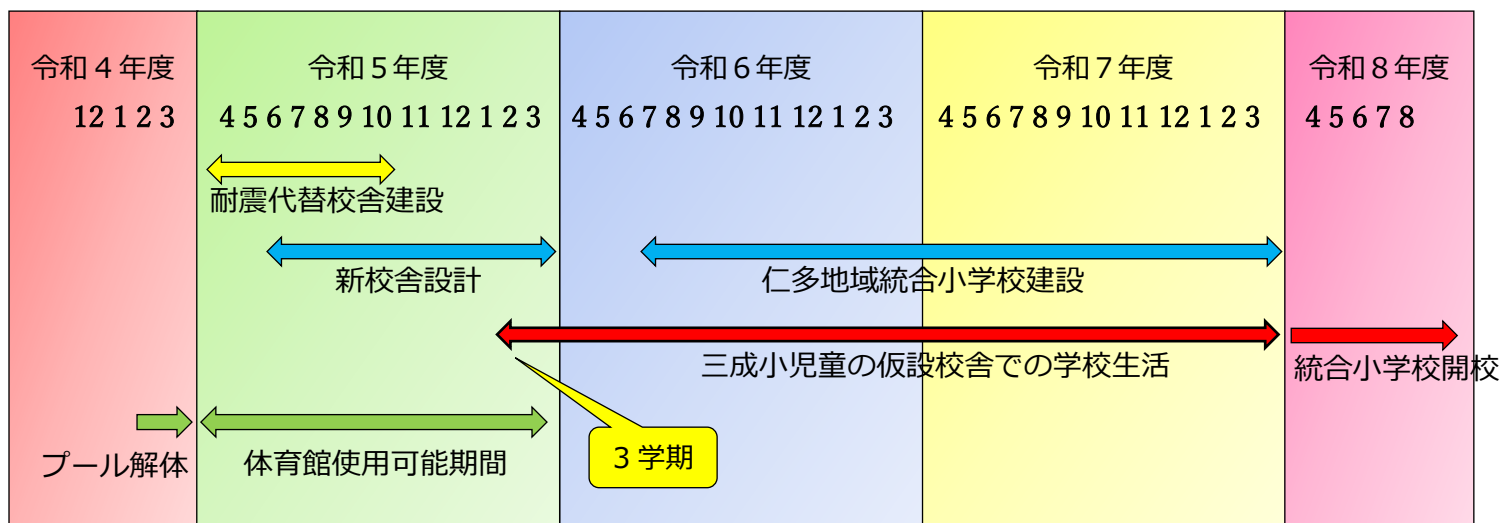 令和４年度 令和５年度 令和６年度 令和７年度 令和８年度
12 1 2 3 4 5 6 7 8 9 10 11 12 1 2 3 4 5 6 7 8 9 10 11 12 1 2 3 4 5 6 7 8 9 10 11 12 1 2 3 4 5 6 7 8
耐震代替校舎建設
新校舎設計 仁多地域統合小学校建設
三成小児童の仮設校舎での学校生活 統合小学校開校
プール解体 体育館使用可能期間 3 学期